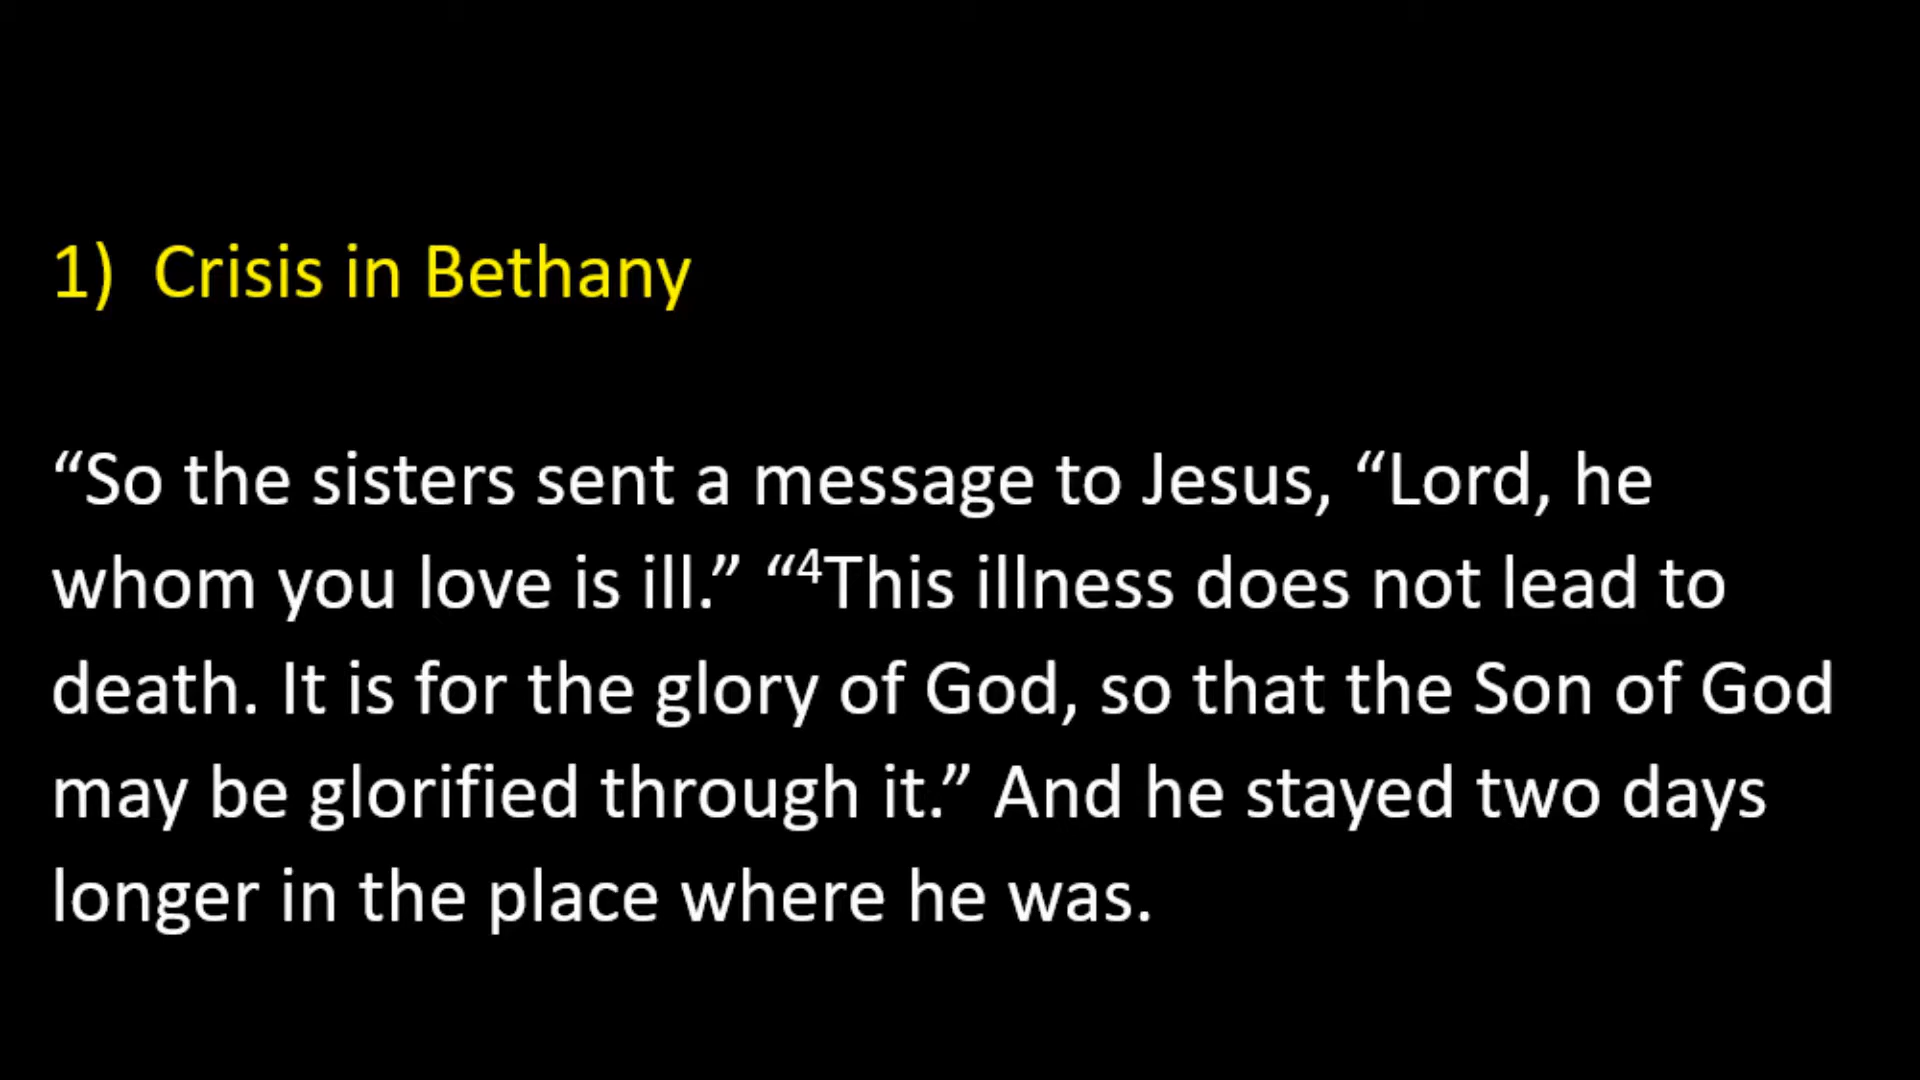 1)  Crisis in Bethany
“So the sisters sent a message to Jesus, “Lord, he
whom you love is ill.” “⁴This illness does not lead to
death. It is for the glory of God, so that the Son of God
may be glorified through it.” And he stayed two days
longer in the place where he was.